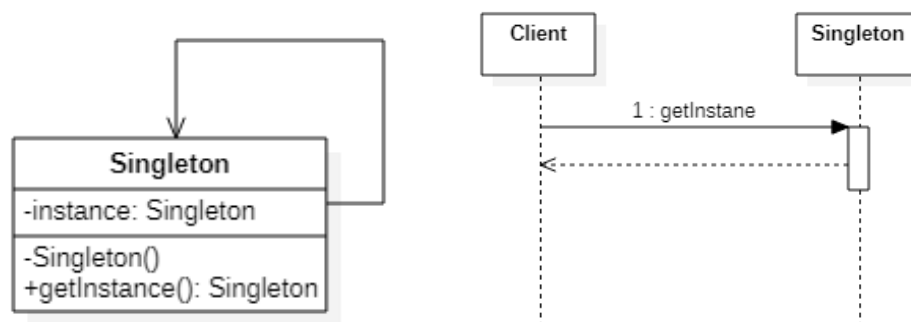 Singleton
-instance: Singleton
-Singleton()
+getInstance(): Singleton
Client
Singleton
1 : getInstane